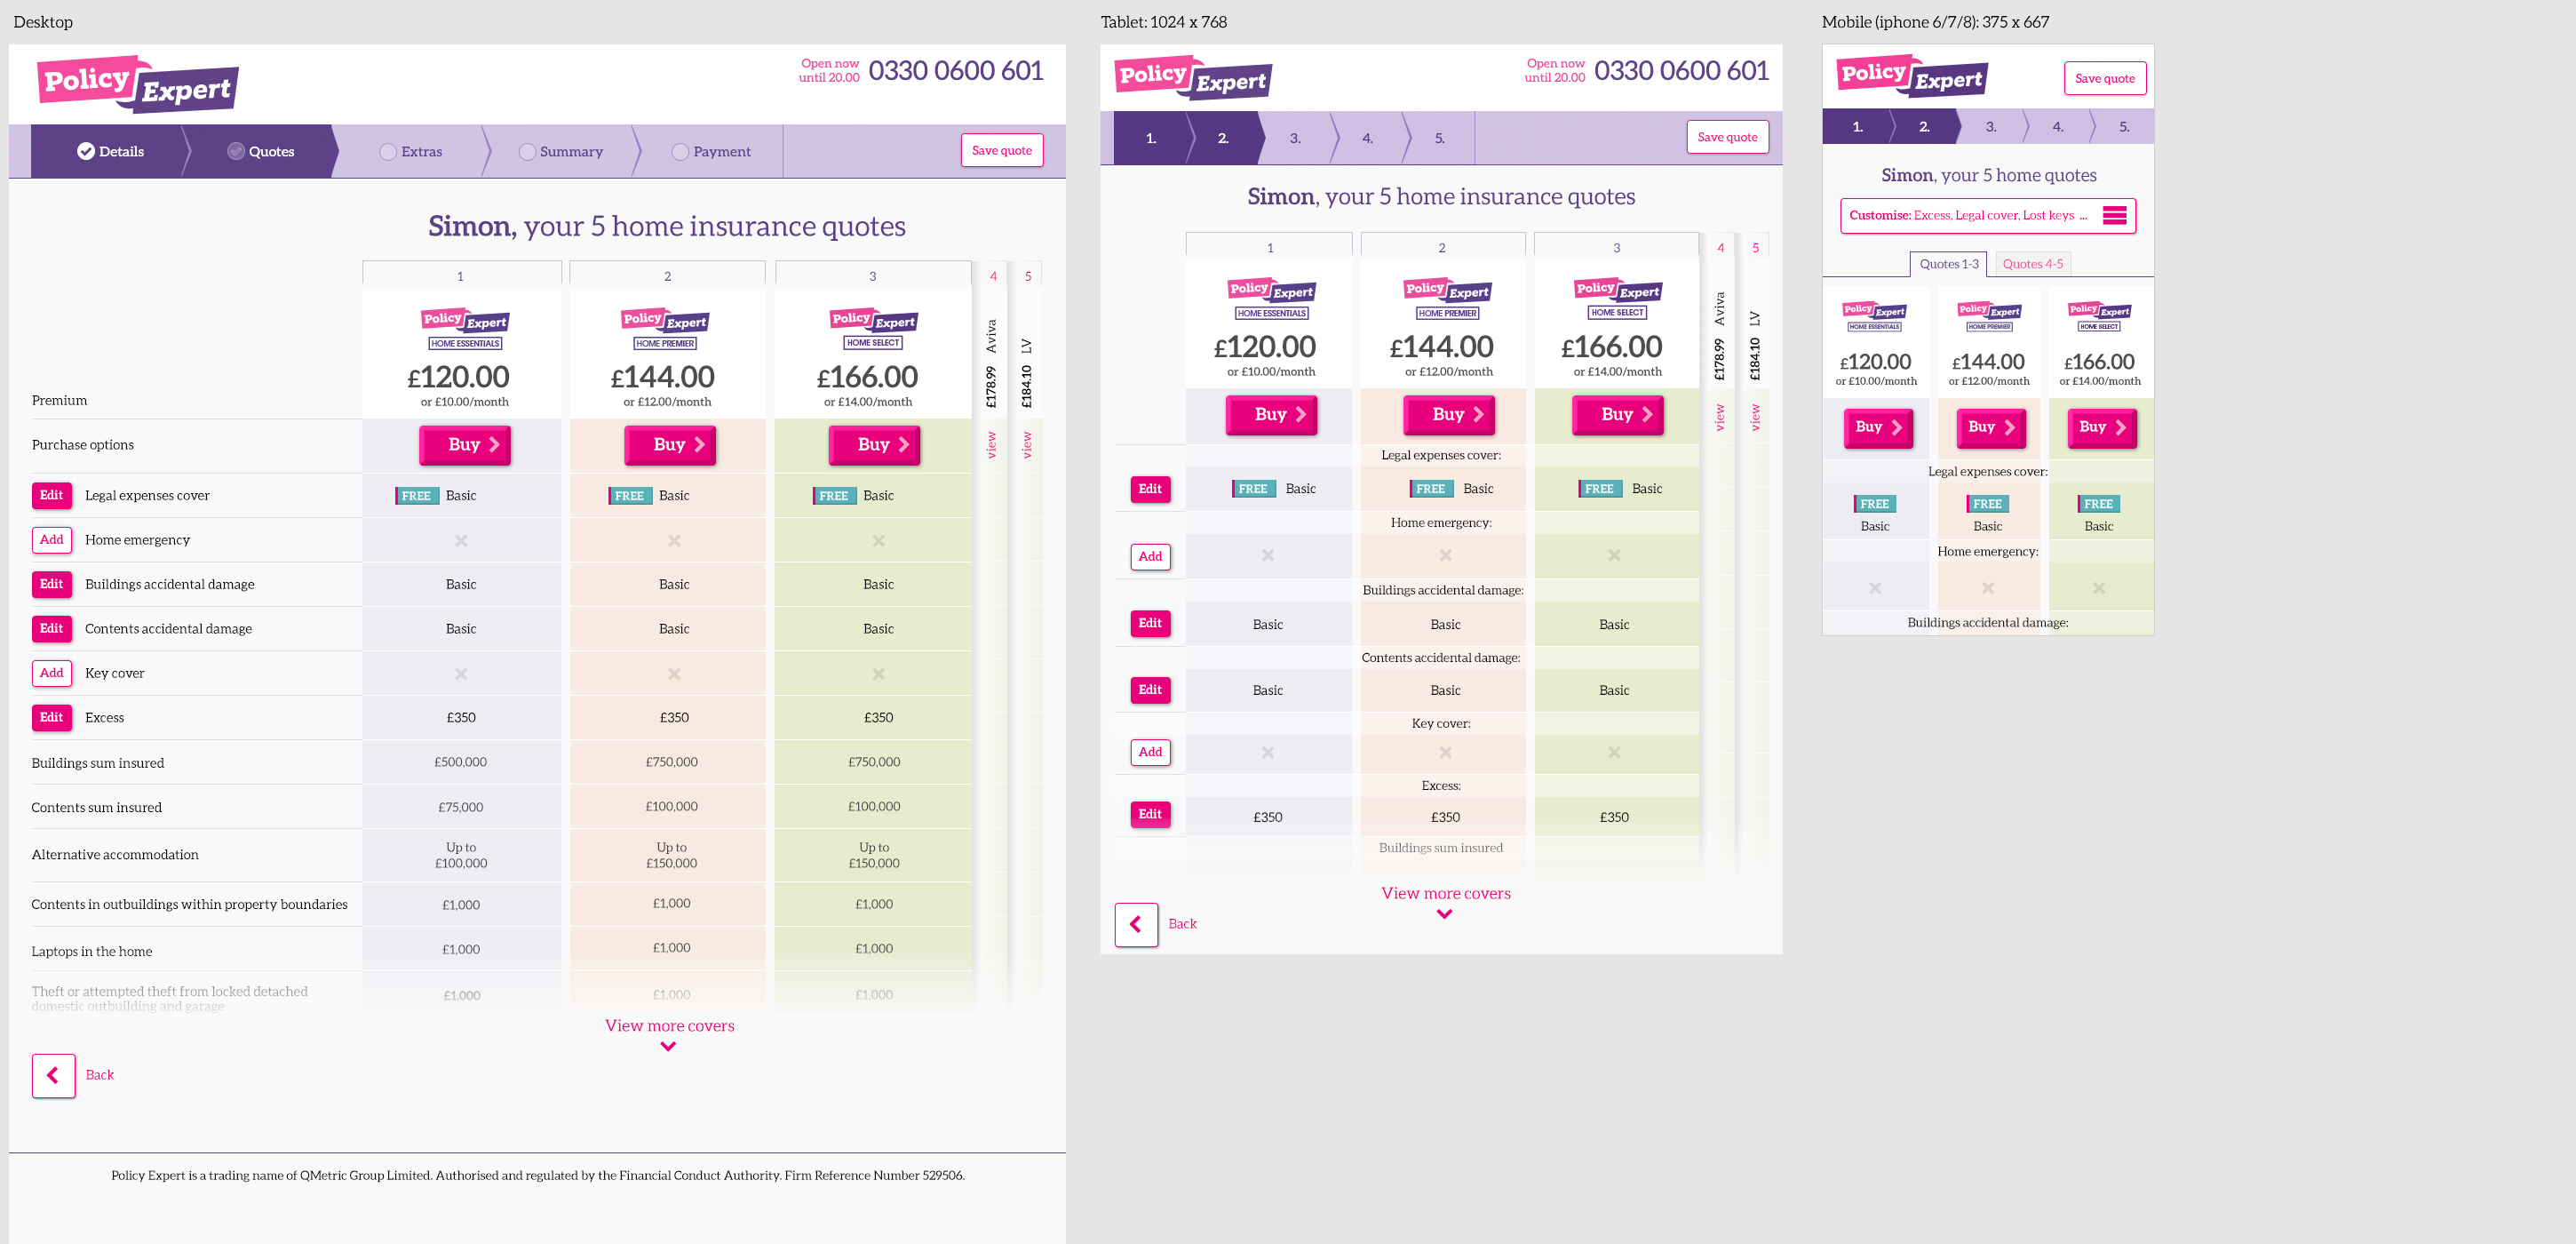 Desktop
Policy Expert
Open now
until 20.00
0330 0600 601
Details
Quotes
Extras
Summary
Payment
Save quote
Simon, your 5 home insurance quotes
1
2
3
4
5
Policy Expert
HOME ESSENTIALS
Policy Expert
HOME PREMIER
Policy Expert
HOME SELECT
£178.99 Aviva
£184.10 LV
Premium
£120.00
or £10.00/month
£144.00
or £12.00/month
£166.00
or £14.00/month
Purchase options
Buy
Buy
Buy
view
view
Edit Legal expenses cover FREE Basic FREE Basic FREE Basic
Add Home emergency
Edit Buildings accidental damage Basic Basic Basic
Edit Contents accidental damage Basic Basic Basic
Add Key cover
Edit Excess £350 £350 £350
Buildings sum insured £500,000 £750,000 £750,000
Contents sum insured £75,000 £100,000 £100,000
Alternative accommodation
Up to
£100,000
Up to
£150,000
Up to
£150,000
Contents in outbuildings within property boundaries £1,000 £1,000 £1,000
Laptops in the home £1,000 £1,000 £1,000
Theft or attempted theft from locked detached
domestic outbuilding and garage
£1,000 £1,000 £1,000
View more covers
Back
Policy Expert is a trading name of QMetric Group Limited. Authorised and regulated by the Financial Conduct Authority. Firm Reference Number 529506.
Tablet: 1024 x 768
Policy Expert
Open now
until 20.00
0330 0600 601
1. 2. 3. 4. 5.
Save quote
Simon, your 5 home insurance quotes
1
2
3
4
5
Policy Expert
HOME ESSENTIALS
Policy Expert
HOME PREMIER
Policy Expert
HOME SELECT
£178.99 Aviva
£184.10 LV
£120.00
or £10.00/month
£144.00
or £12.00/month
£166.00
or £14.00/month
Buy
Buy
Buy
view
view
Legal expenses cover:
Edit FREE Basic FREE Basic FREE Basic
Home emergency:
Add
Buildings accidental damage:
Edit Basic Basic Basic
Contents accidental damage:
Edit Basic Basic Basic
Key cover:
Add
Excess:
Edit £350 £350 £350
Buildings sum insured
View more covers
Back
Mobile (iphone 6/7/8): 375 x 667
Policy Expert
Save quote
1. 2. 3. 4. 5.
Simon, your 5 home quotes
Customise: Excess, Legal cover, Lost keys ...
Quotes 1-3
Quotes 4-5
Policy Expert
HOME ESSENTIALS
Policy Expert
HOME PREMIER
Policy Expert
HOME SELECT
£120.00
or £10.00/month
£144.00
or £12.00/month
£166.00
or £14.00/month
Buy
Buy
Buy
Legal expenses cover:
FREE
Basic
FREE
Basic
FREE
Basic
Home emergency:
Buildings accidental damage: